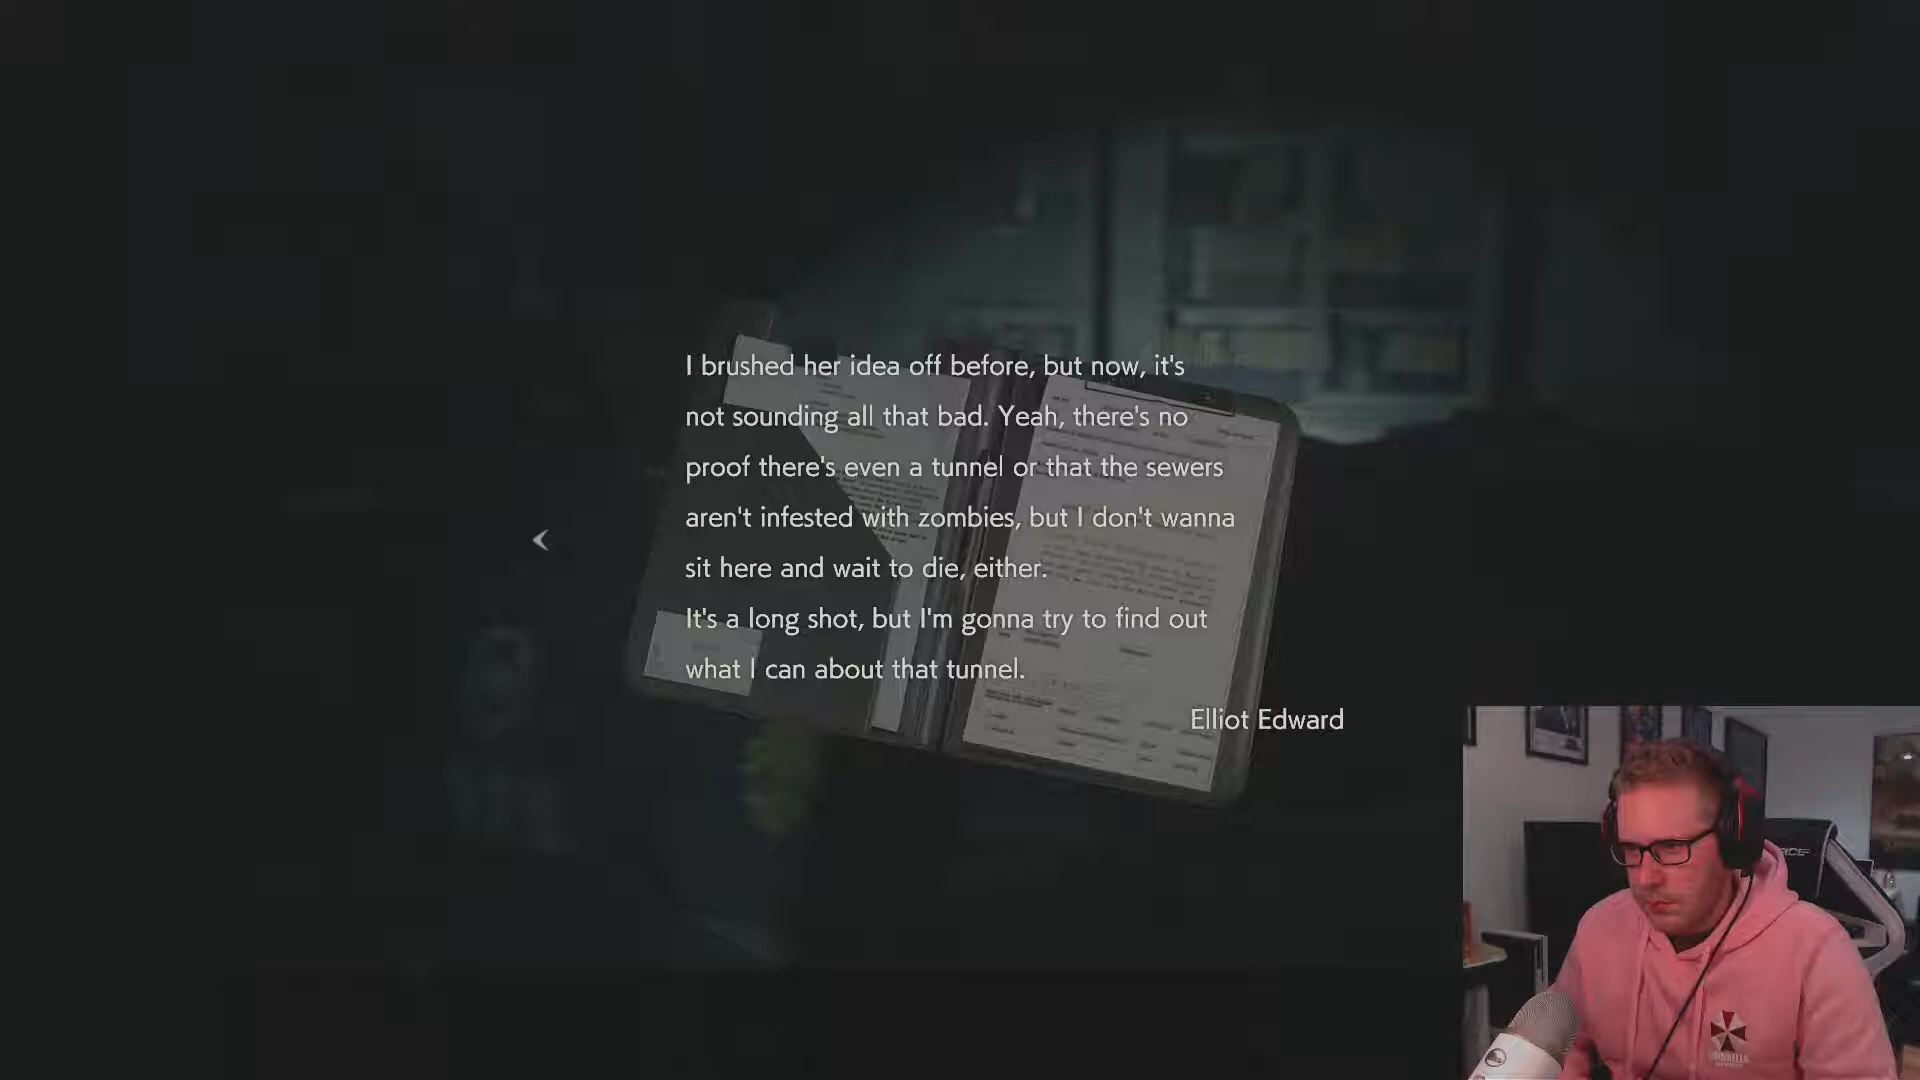 I brushed her idea off before, but now, it's
not sounding all that bad. Yeah, there's no
proof there's even a tunnel or that the sewers
aren't infested with zombies, but I don't wanna
sit here and wait to die, either.
It's a long shot, but I'm gonna try to find out
what I can about that tunnel.
Elliot Edward